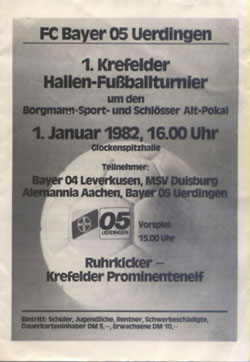 FC Bayer 05 Uerdingen
1. Krefelder
Hallen-Fußballturnier
um den
Borgmann-Sport- und Schlösser Alt-Pokal
1. Januar 1982, 16.00 Uhr
Glockenspitzhalle
Teilnehmer:
Bayer 04 Leverkusen, MSV Duisburg
Alemannia Aachen, Bayer 05 Uerdingen
BAYER
05
UERDINGEN
Vorspiel:
15.00 Uhr
Ruhrkicker –
Krefelder Prominentenelf
Eintritt: Schüler, Jugendliche, Rentner, Schwerbeschädigte,
Dauerkarteninhaber DM 5,–, Erwachsene DM 10,–